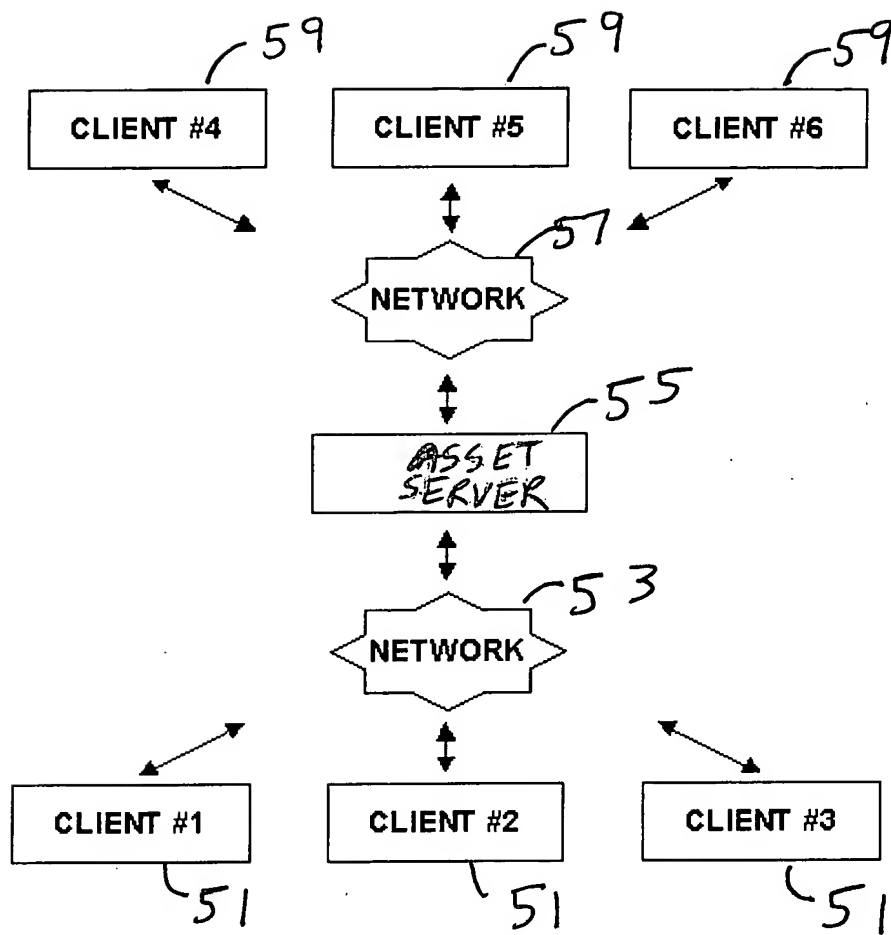 59 59 59
CLIENT #4 CLIENT #5 CLIENT #6
57
NETWORK
55
ASSET
SERVER
53
NETWORK
CLIENT #1 CLIENT #2 CLIENT #3
51 51 51